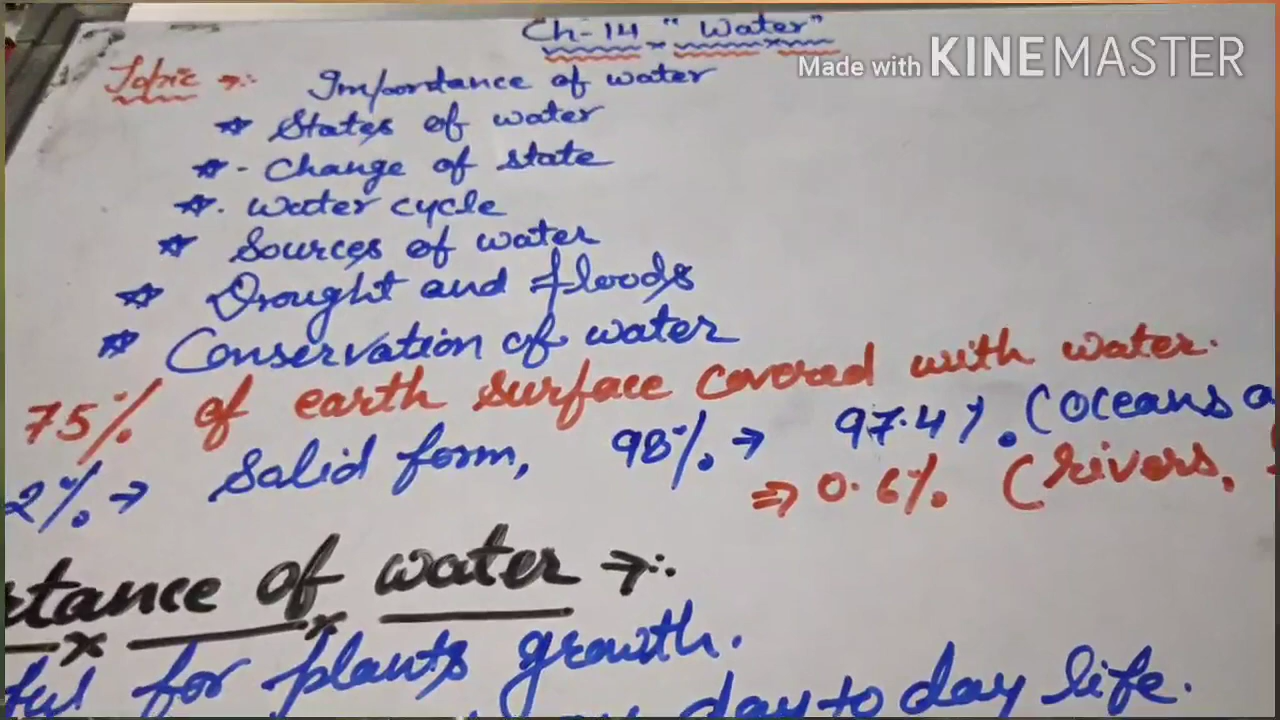 Ch-14 "Water"
Made with KINEMASTER
Topic →∴ Importance of water
☆ States of water
☆ - Change of state
☆ . Water cycle
☆ Sources of water
☆ Drought and floods
☆ Conservation of water
75% of earth surface covered with water.
2% → Solid form, 98% → 97.4%. (Oceans
⇒ 0.6% (rivers,
tance of water →∴
for plants growth.
day to day life.